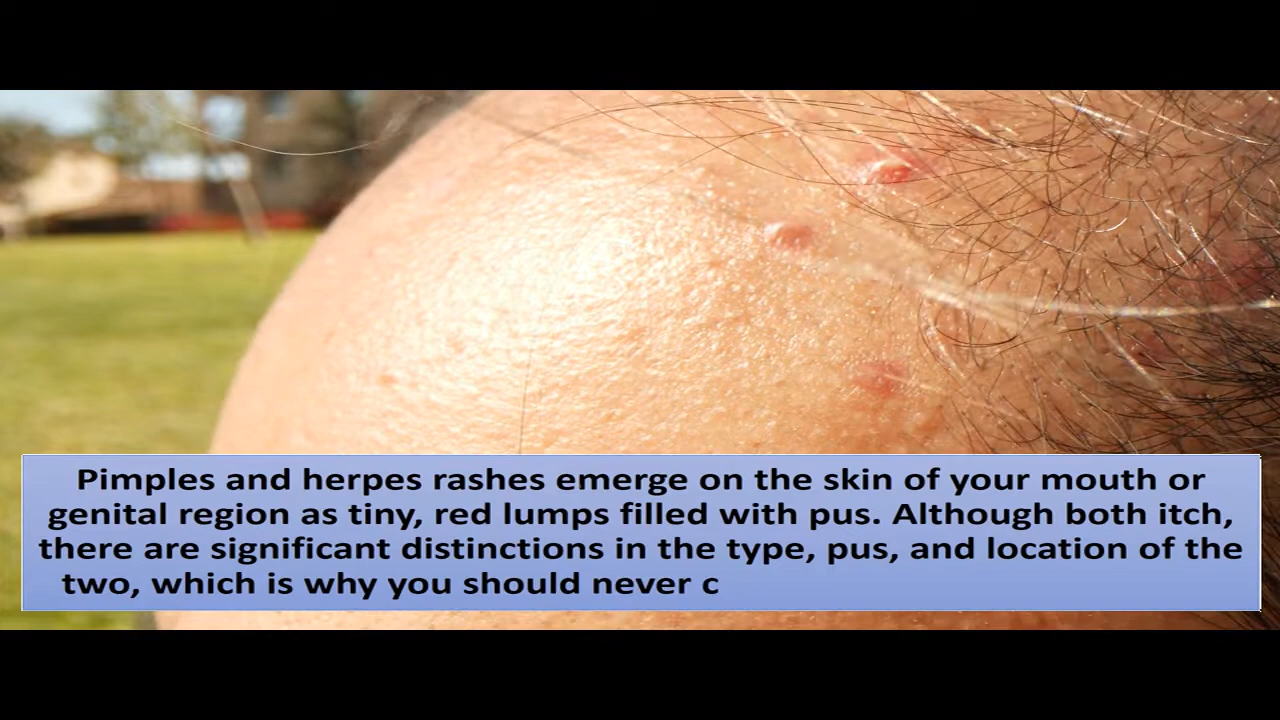 Pimples and herpes rashes emerge on the skin of your mouth or
genital region as tiny, red lumps filled with pus. Although both itch,
there are significant distinctions in the type, pus, and location of the
two, which is why you should never c